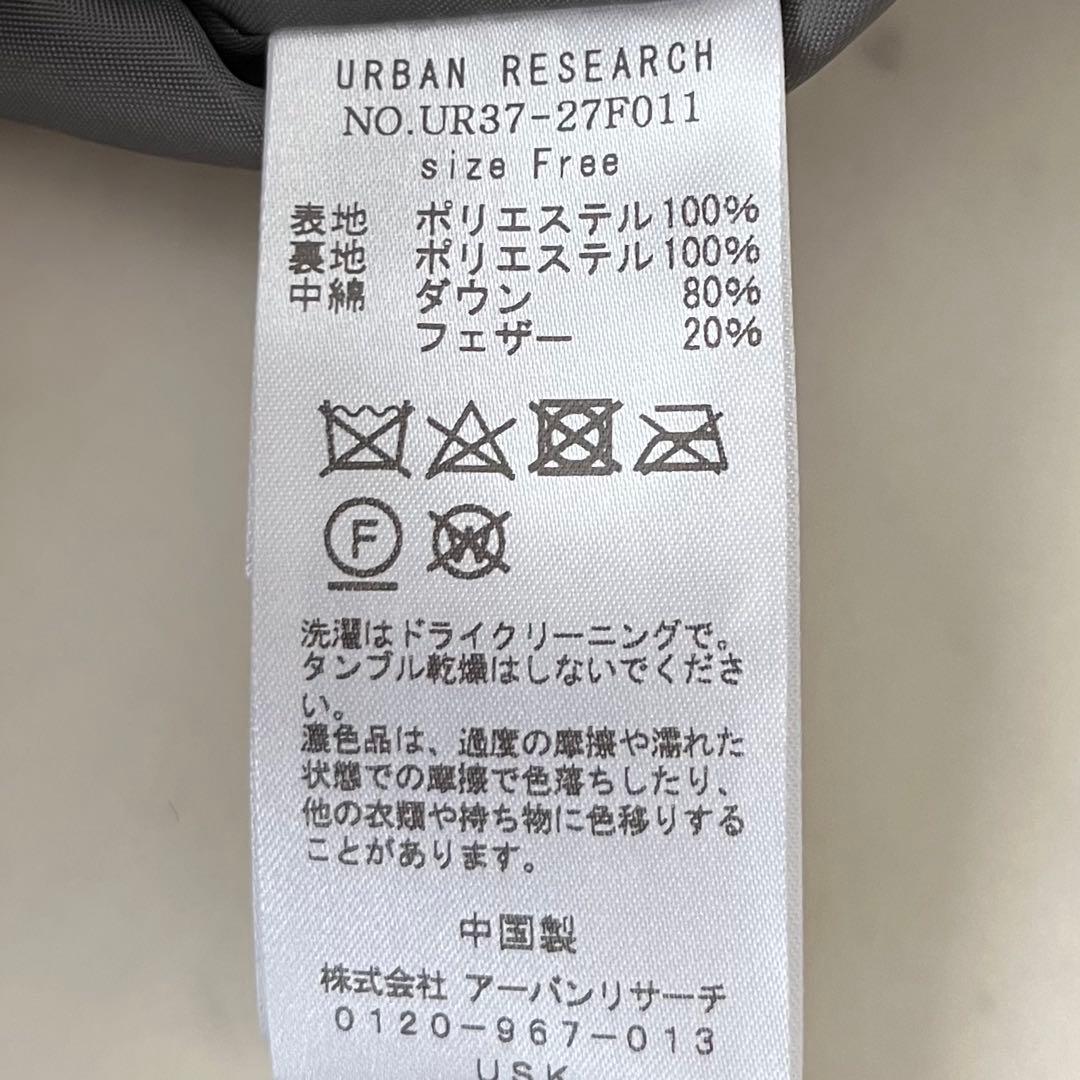 URBAN RESEARCH
NO.UR37-27F011
size Free
表地 ポリエステル100%
裏地 ポリエステル100%
中綿 ダウン 80%
フェザー 20%
F
W
洗濯はドライクリーニングで。
タンブル乾燥はしないでくださ
い。
濃色品は、過度の摩擦や濡れた
状態での摩擦で色落ちしたり、
他の衣類や持ち物に色移りする
ことがあります。
中国製
株式会社 アーバンリサーチ
0120-967-013
USK